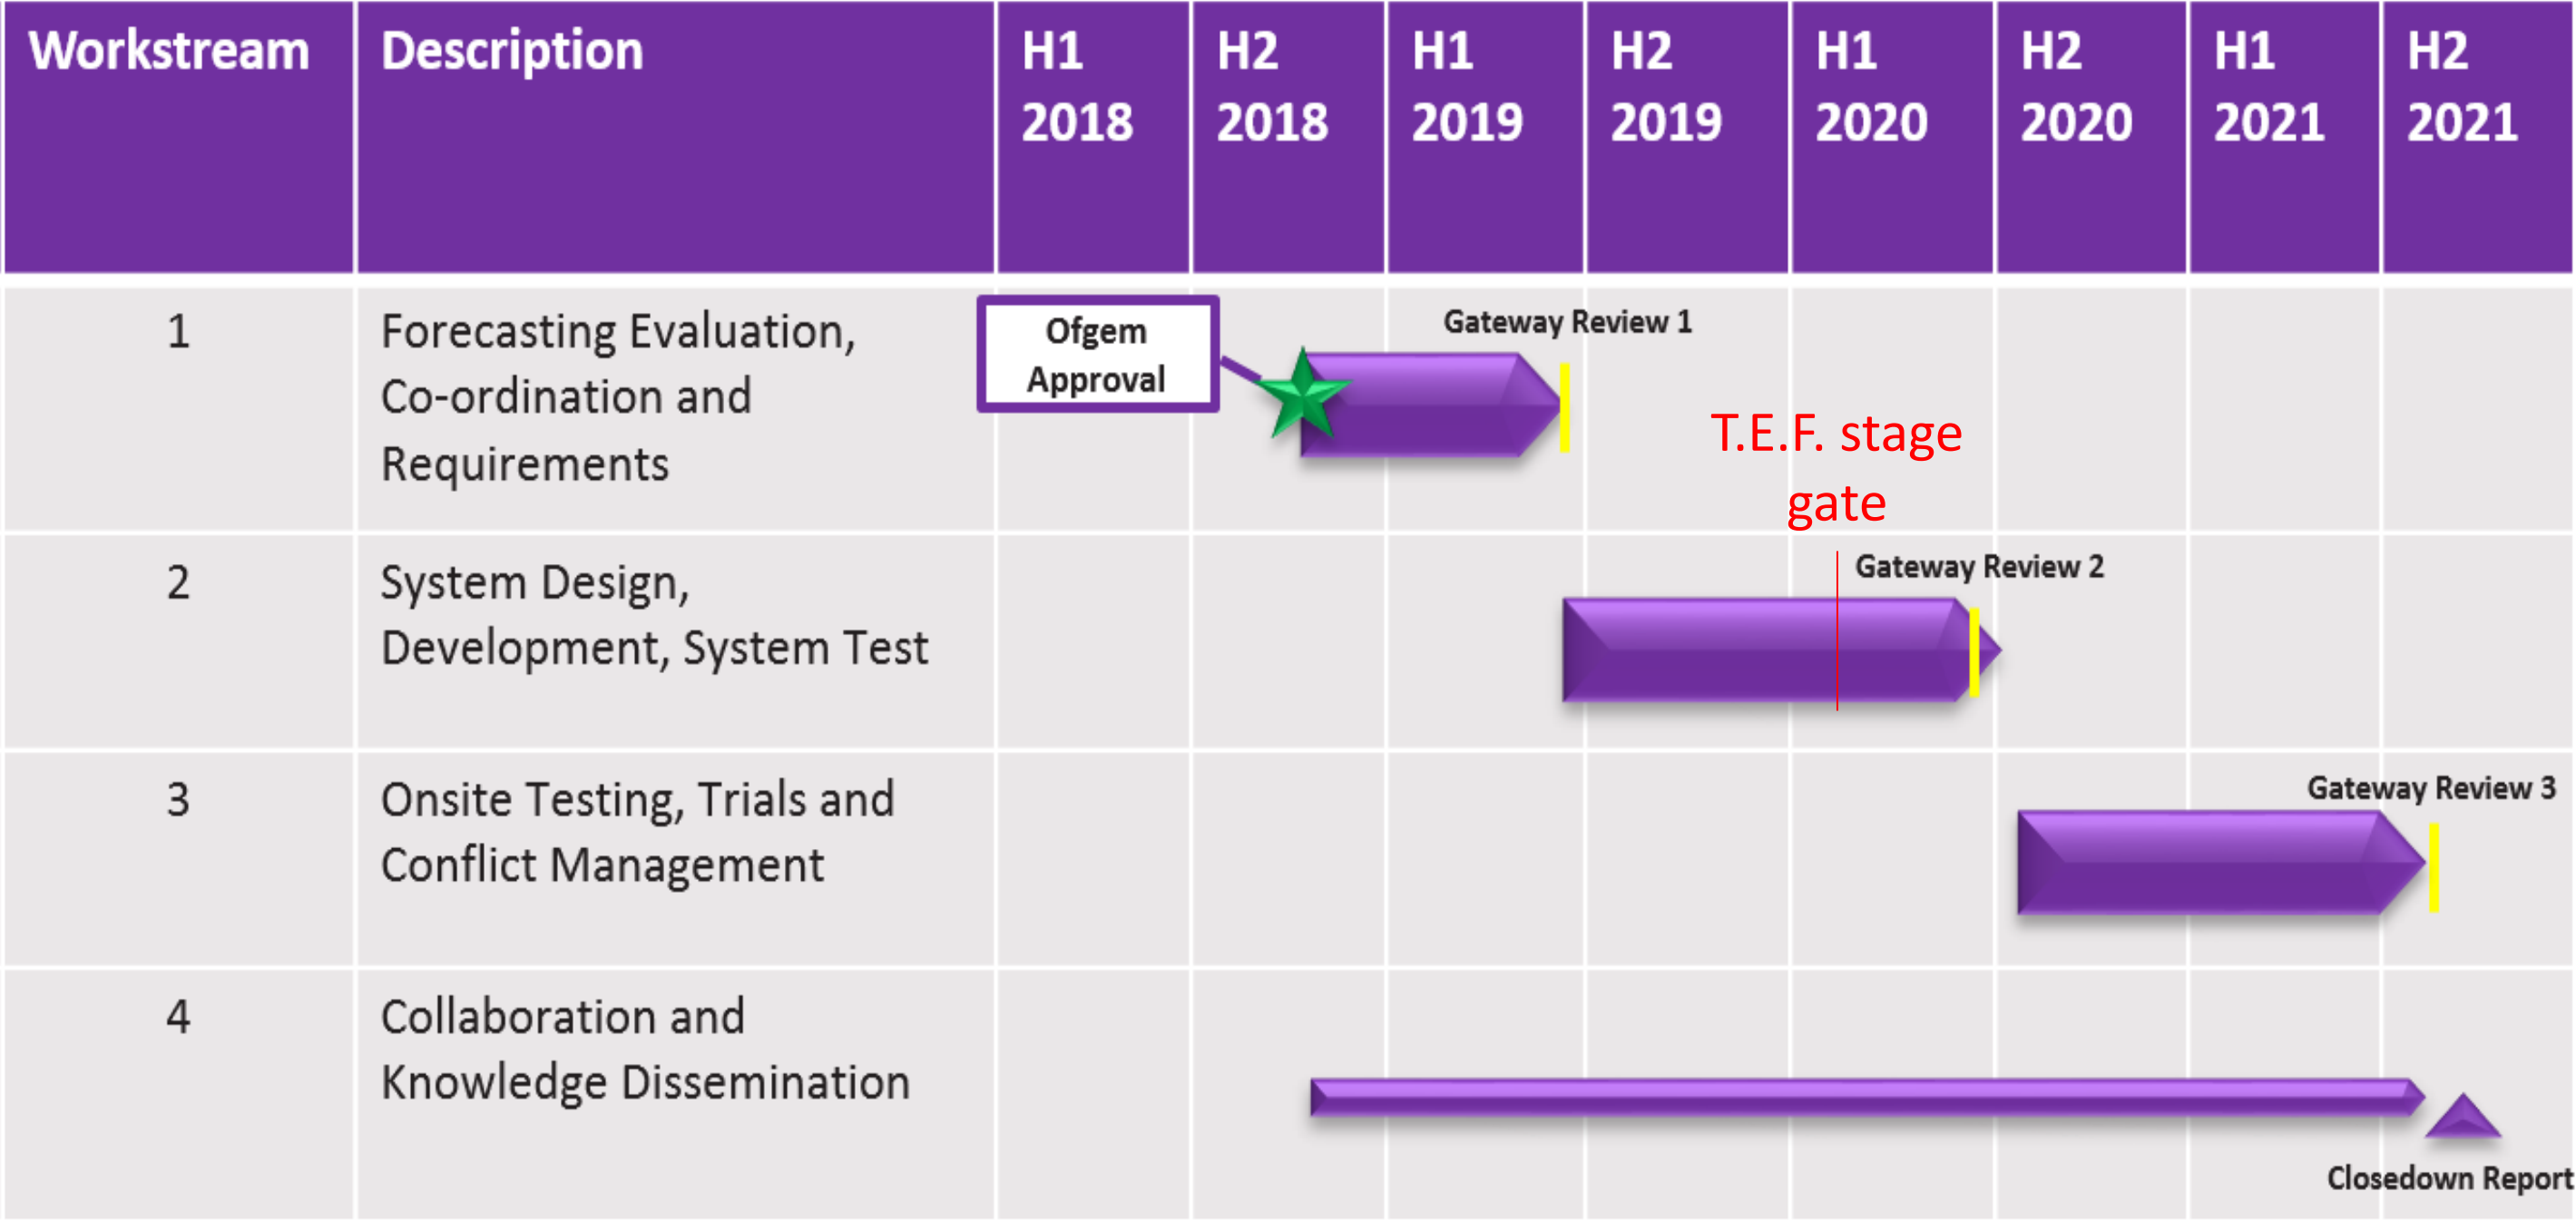 Workstream
Description
H1
2018
H2
2018
H1
2019
H2
2019
H1
2020
H2
2020
H1
2021
H2
2021
1
Forecasting Evaluation,
Co-ordination and
Requirements
Ofgem
Approval
Gateway Review 1
T.E.F. stage
gate
2
System Design,
Development, System Test
Gateway Review 2
3
Onsite Testing, Trials and
Conflict Management
Gateway Review 3
4
Collaboration and
Knowledge Dissemination
Closedown Report